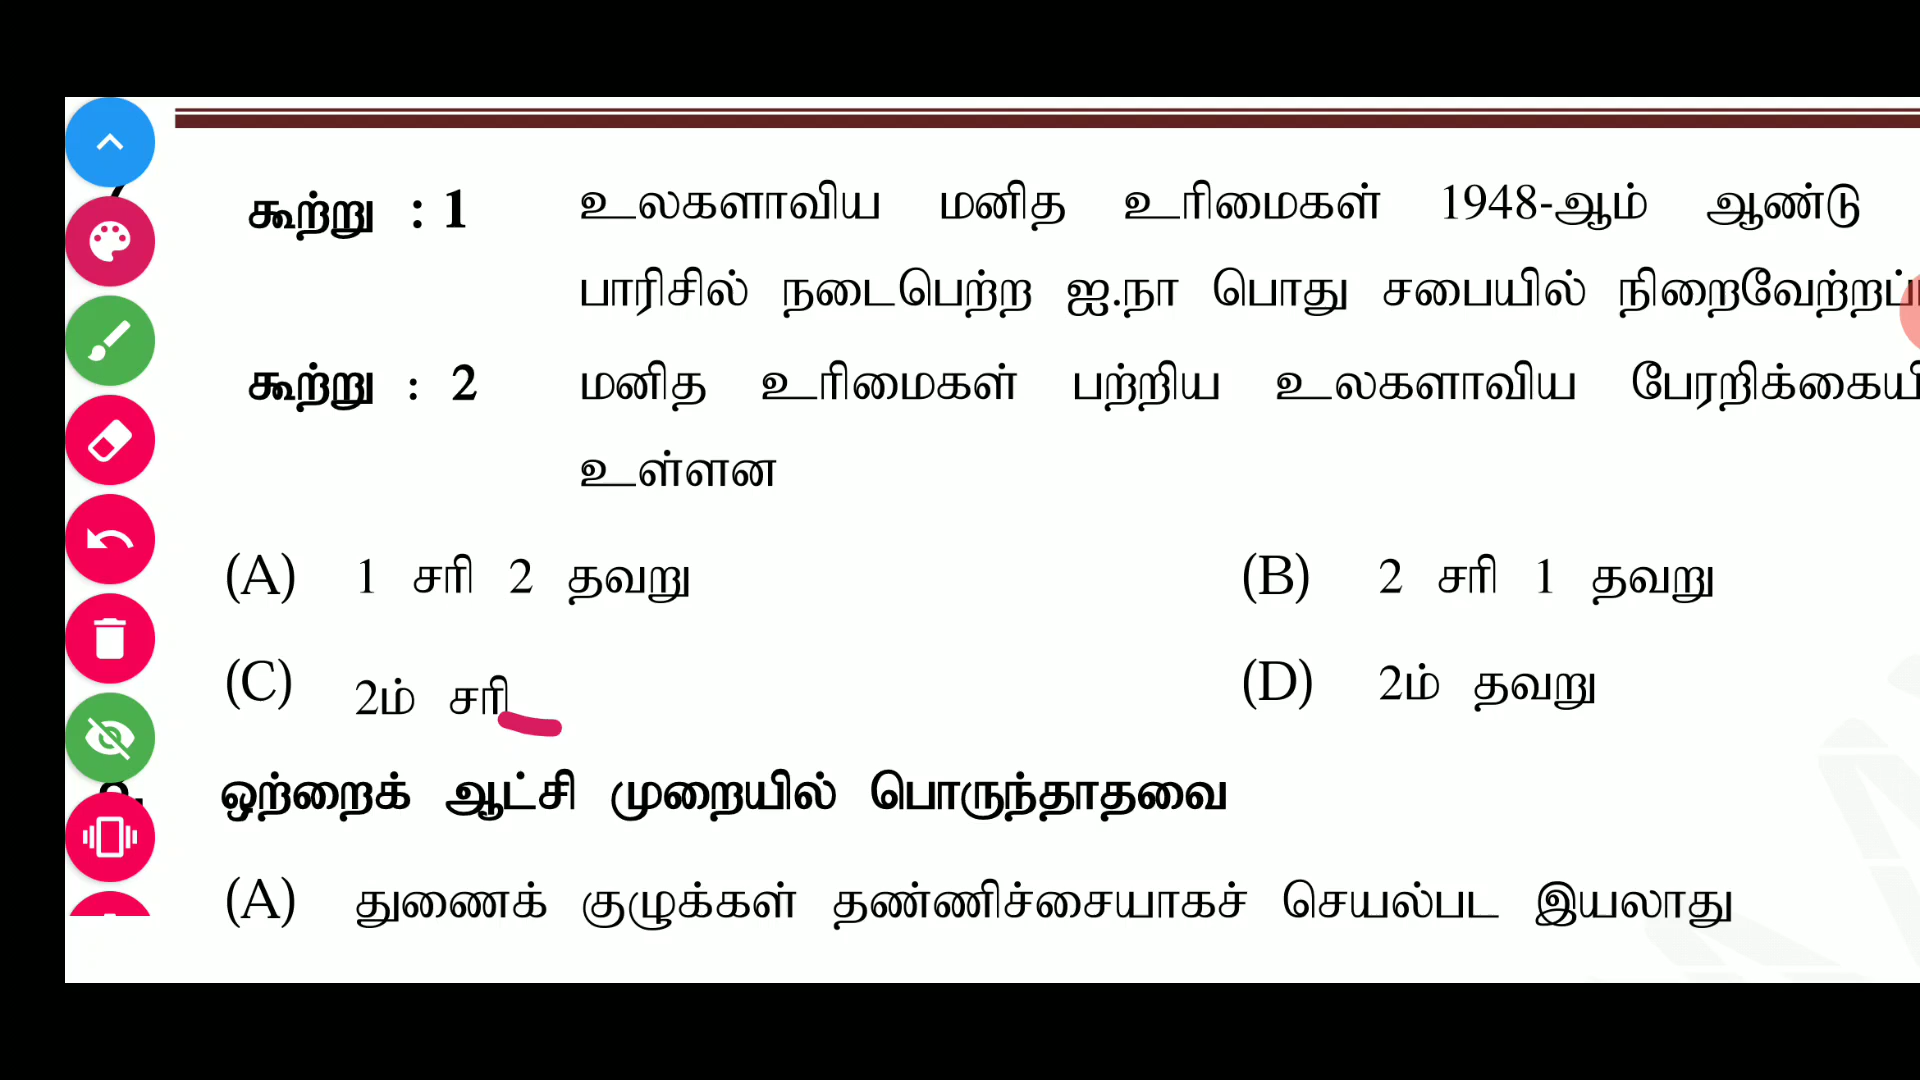 கூற்று : 1 உலகளாவிய மனித உரிமைகள் 1948-ஆம் ஆண்டு
பாரிசில் நடைபெற்ற ஐ.நா பொது சபையில்
கூற்று : 2 மனித உரிமைகள் பற்றிய உலகளாவிய
உள்ளன
(A) 1 சரி 2 தவறு (B) 2 சரி 1 தவறு
(C) 2ம் சரி (D) 2ம் தவறு
ஒற்றைக் ஆட்சி முறையில் பொருந்தாதவை
(A) துணைக் குழுக்கள் தண்ணிச்சையாகச் செயல்பட இயலாது